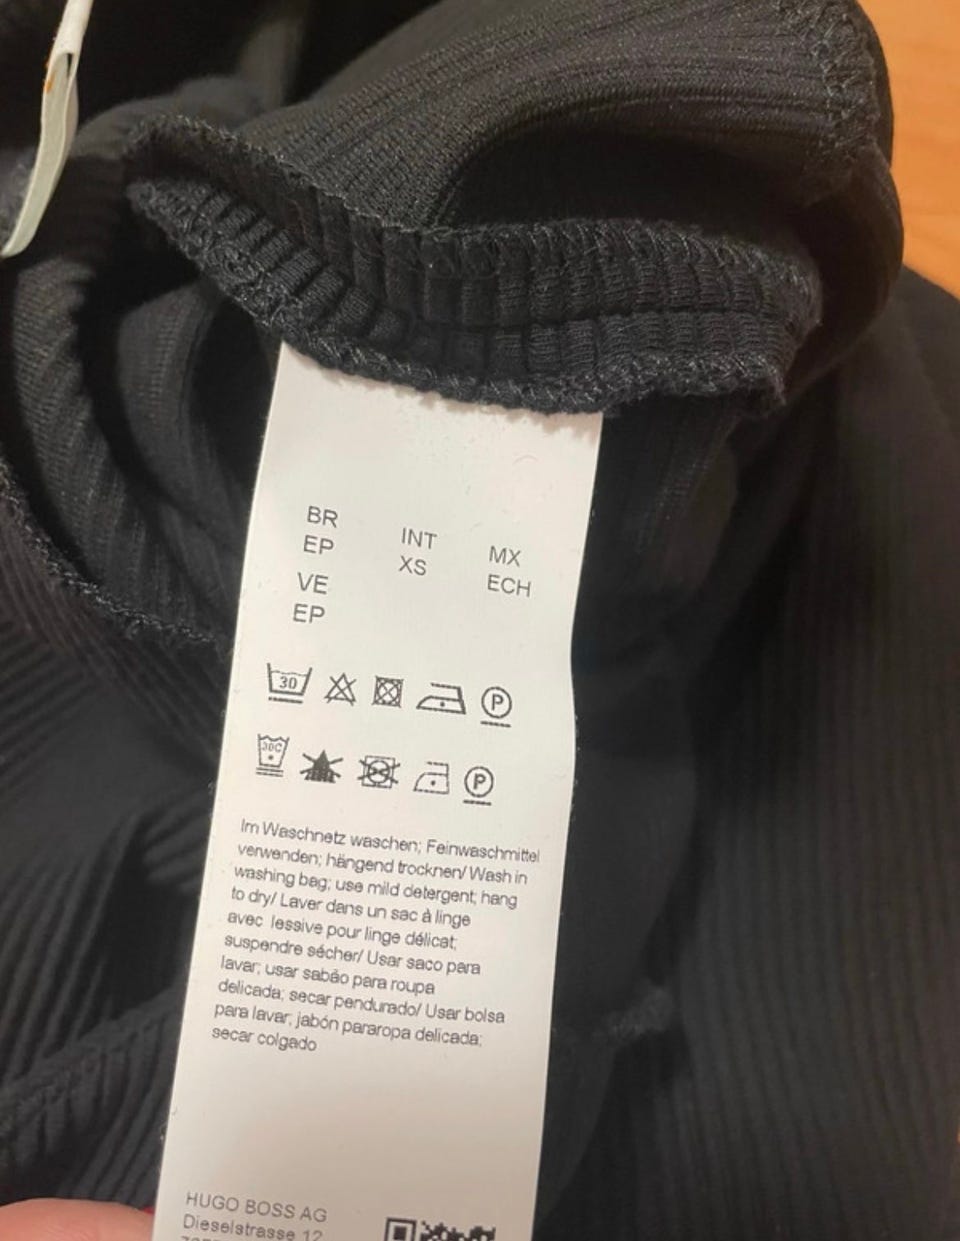 BR
EP
INT
XS
MX
ECH
VE
EP
30
P
30C
P
Im Waschnetz waschen; Feinwaschmittel
verwenden; hängend trocknen/ Wash in
washing bag; use mild detergent; hang
to dry/ Laver dans un sac à linge
avec lessive pour linge délicat;
suspendre sécher/ Usar saco para
lavar; usar sabão para roupa
delicada; secar pendurado/ Usar bolsa
para lavar; jabón pararopa delicada;
secar colgado
HUGO BOSS AG
Dieselstrasse 12